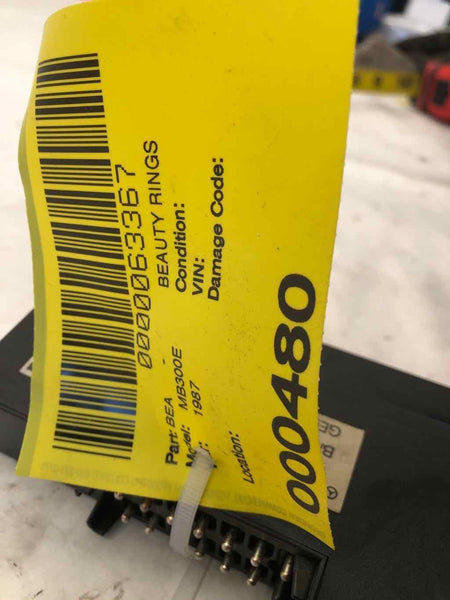 0000063367
BEAUTY RINGS
Condition:
VIN:
Damage Code:
Part: BEA
Model: MB300E
1987
Location:
000480